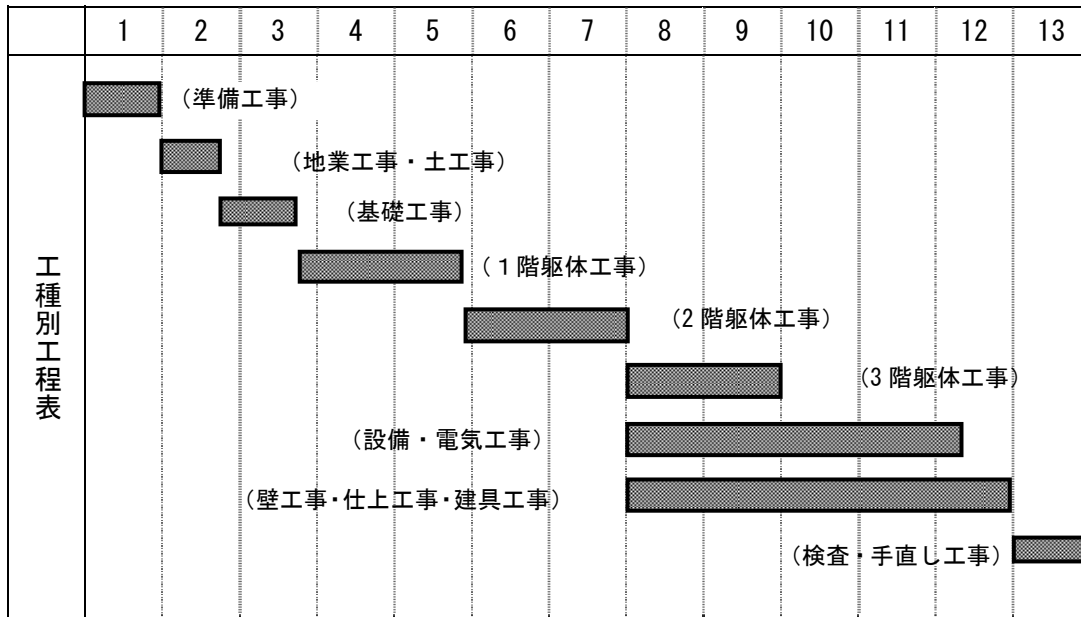 1 2 3 4 5 6 7 8 9 10 11 12 13
工種別工程表
（準備工事）
（地業工事・土工事）
（基礎工事）
（１階躯体工事）
（2 階躯体工事）
（3 階躯体工事）
（設備・電気工事）
（壁工事・仕上工事・建具工事）
（検査・手直し工事）